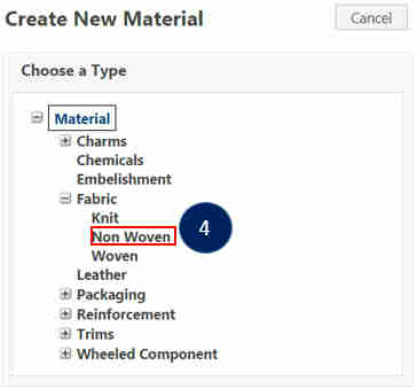 Create New Material
Cancel
Choose a Type
Material
Charms
Chemicals
Embelishment
Fabric
Knit
Non Woven
4
Woven
Leather
Packaging
Reinforcement
Trims
Wheeled Component